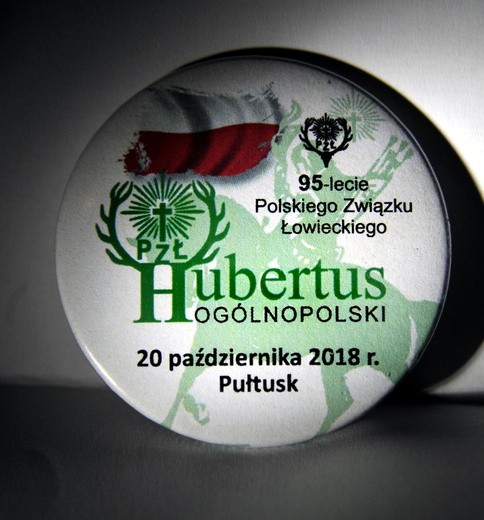 PZŁ
95-lecie
Polskiego Związku
Łowieckiego
PZŁ
Hubertus
OGÓLNOPOLSKI
20 października 2018 r.
Pułtusk